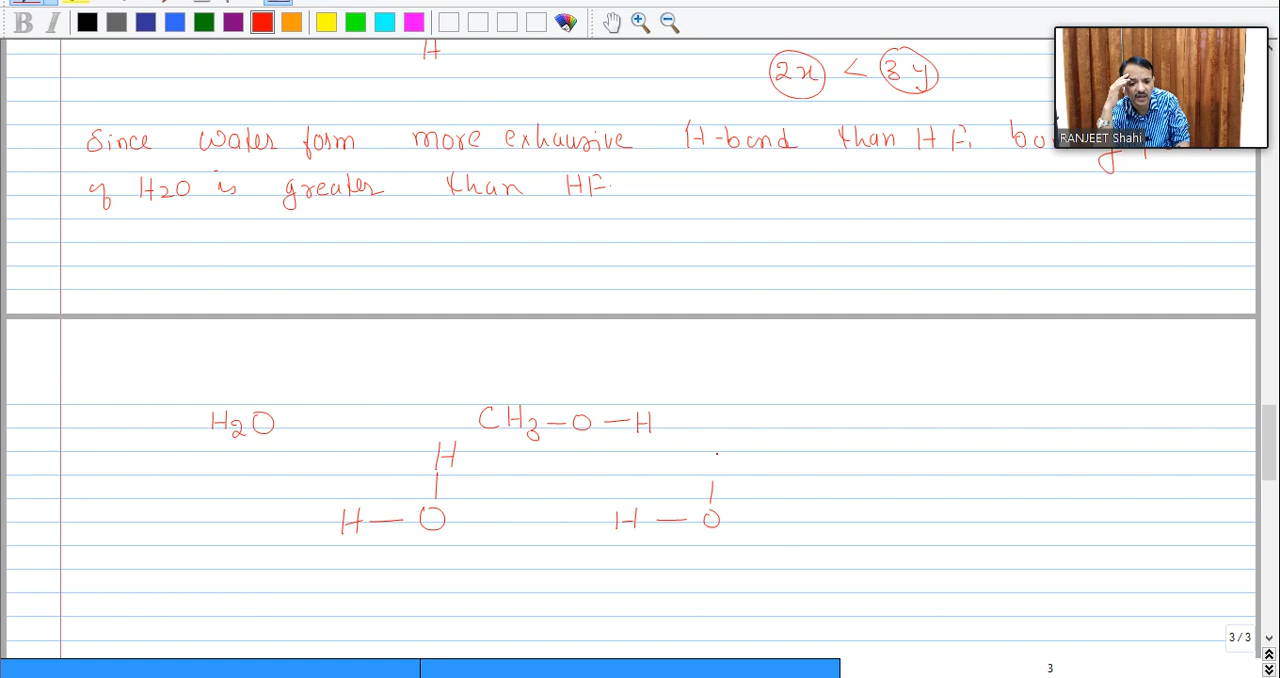 B I
H
2x < 3y
RANJEET Shahi
Since water form more exhausive H-bond than HF. bo
of H2O is greater than HF.
H2O CH3-O-H
H
H-O H-O
3/3
3